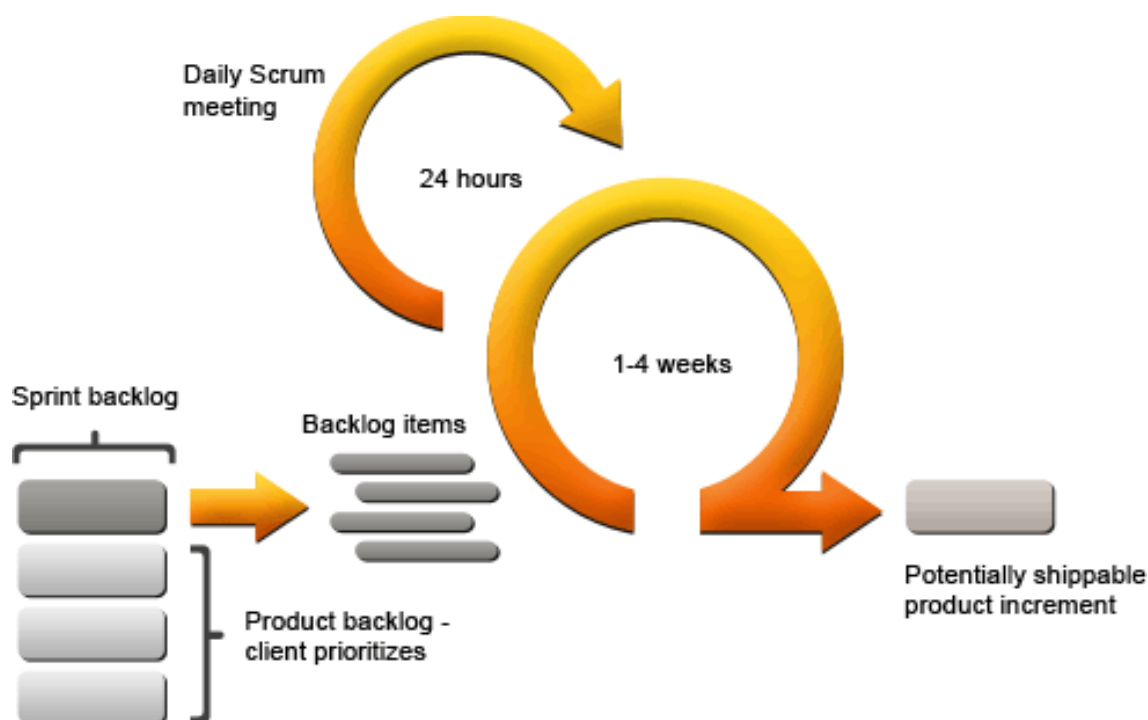 Daily Scrum
meeting
24 hours
1-4 weeks
Sprint backlog
Backlog items
Product backlog -
client prioritizes
Potentially shippable
product increment